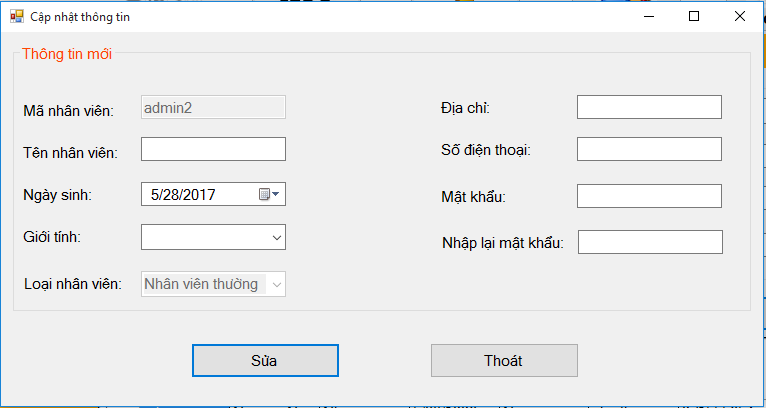 Cập nhật thông tin
Thông tin mới
Mã nhân viên: admin2
Tên nhân viên:
Ngày sinh: 5/28/2017
Giới tính:
Loại nhân viên: Nhân viên thường
Địa chỉ:
Số điện thoại:
Mật khẩu:
Nhập lại mật khẩu:
Sửa
Thoát